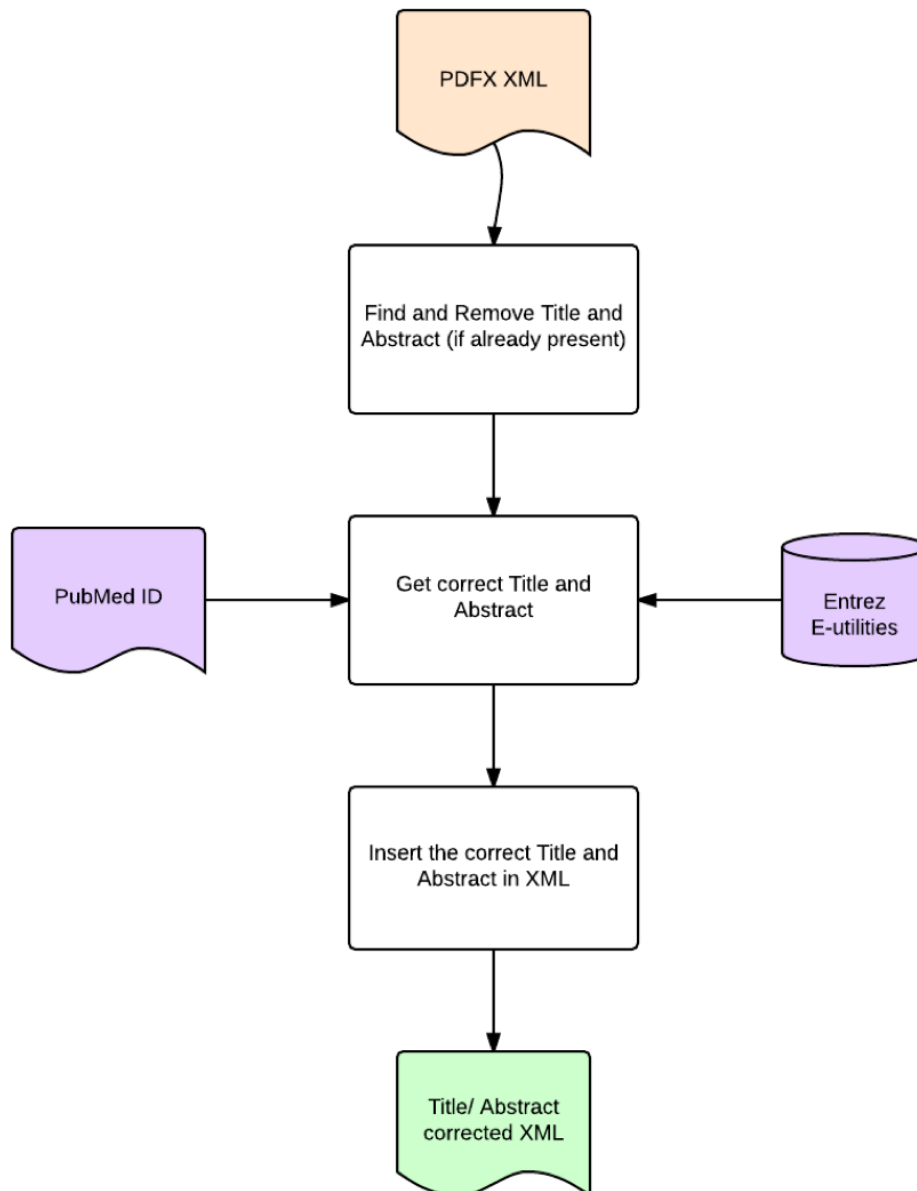 PDFX XML
Find and Remove Title and
Abstract (if already present)
PubMed ID
Get correct Title and
Abstract
Entrez
E-utilities
Insert the correct Title and
Abstract in XML
Title/ Abstract
corrected XML